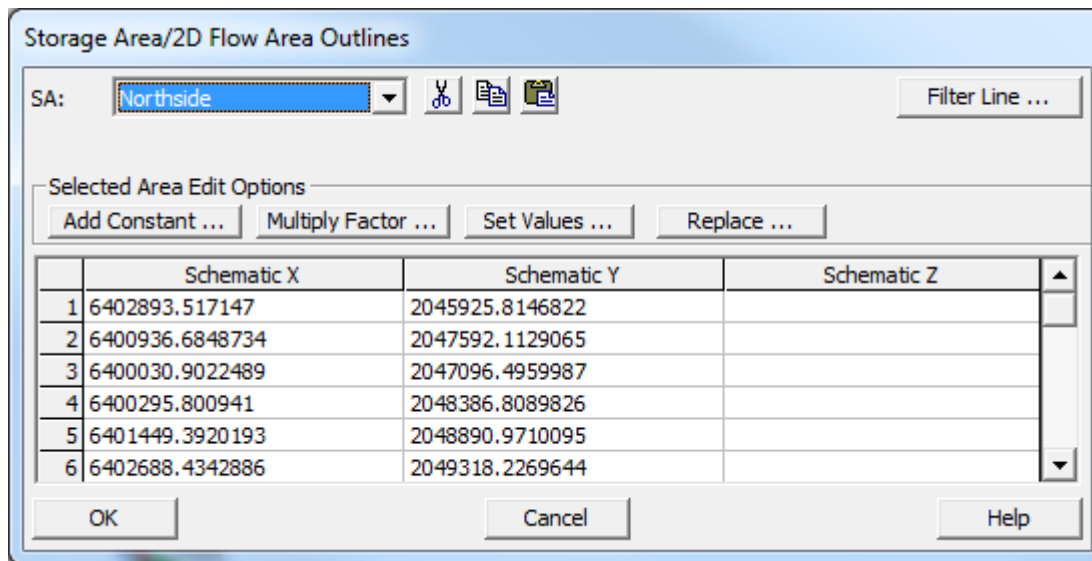 Storage Area/2D Flow Area Outlines
SA: Northside Filter Line ...
Selected Area Edit Options
Add Constant ... Multiply Factor ... Set Values ... Replace ...
Schematic X Schematic Y Schematic Z
1 6402893.517147 2045925.8146822
2 6400936.6848734 2047592.1129065
3 6400030.9022489 2047096.4959987
4 6400295.800941 2048386.8089826
5 6401449.3920193 2048890.9710095
6 6402688.4342886 2049318.2269644
OK Cancel Help